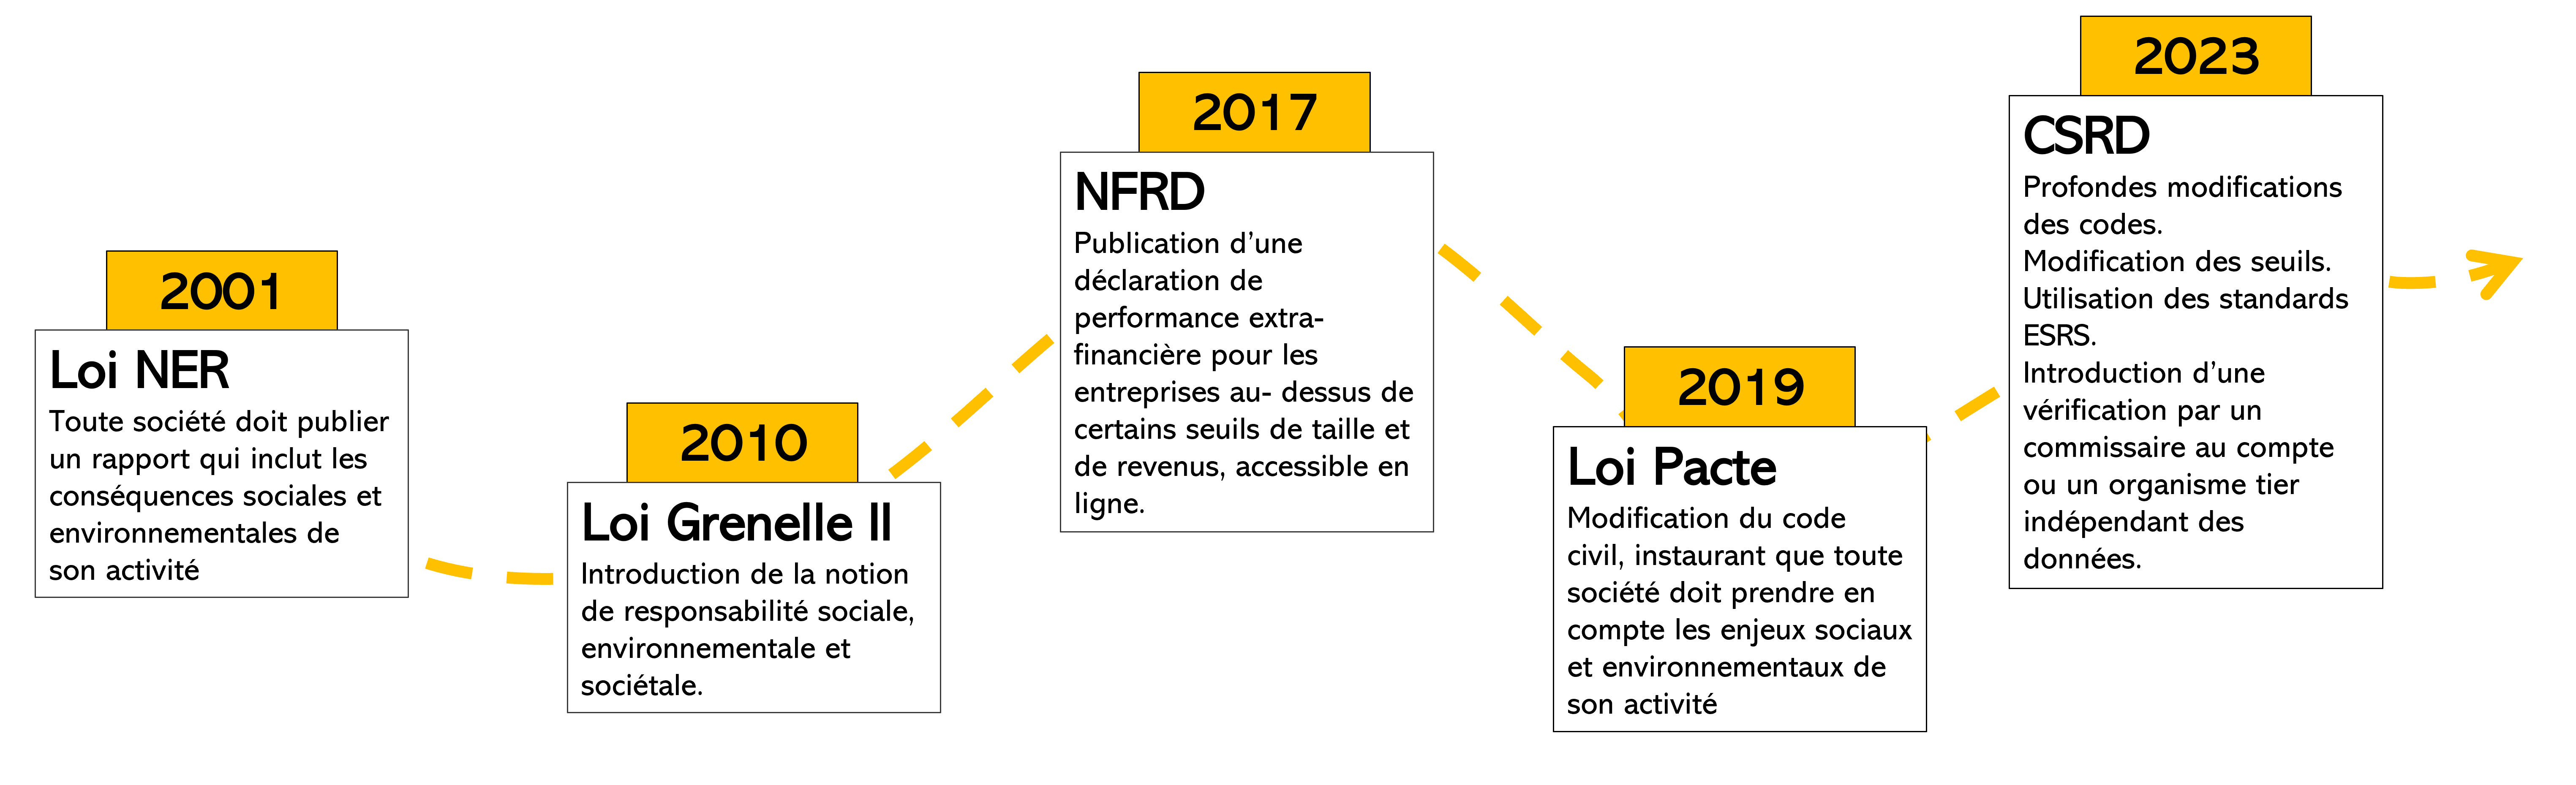 2001
Loi NER
Toute société doit publier
un rapport qui inclut les
conséquences sociales et
environnementales de
son activité
2010
Loi Grenelle II
Introduction de la notion
de responsabilité sociale,
environnementale et
sociétale.
2017
NFRD
Publication d’une
déclaration de
performance extra-
financière pour les
entreprises au- dessus de
certains seuils de taille et
de revenus, accessible en
ligne.
2019
Loi Pacte
Modification du code
civil, instaurant que toute
société doit prendre en
compte les enjeux sociaux
et environnementaux de
son activité
2023
CSRD
Profondes modifications
des codes.
Modification des seuils.
Utilisation des standards
ESRS.
Introduction d’une
vérification par un
commissaire au compte
ou un organisme tier
indépendant des
données.